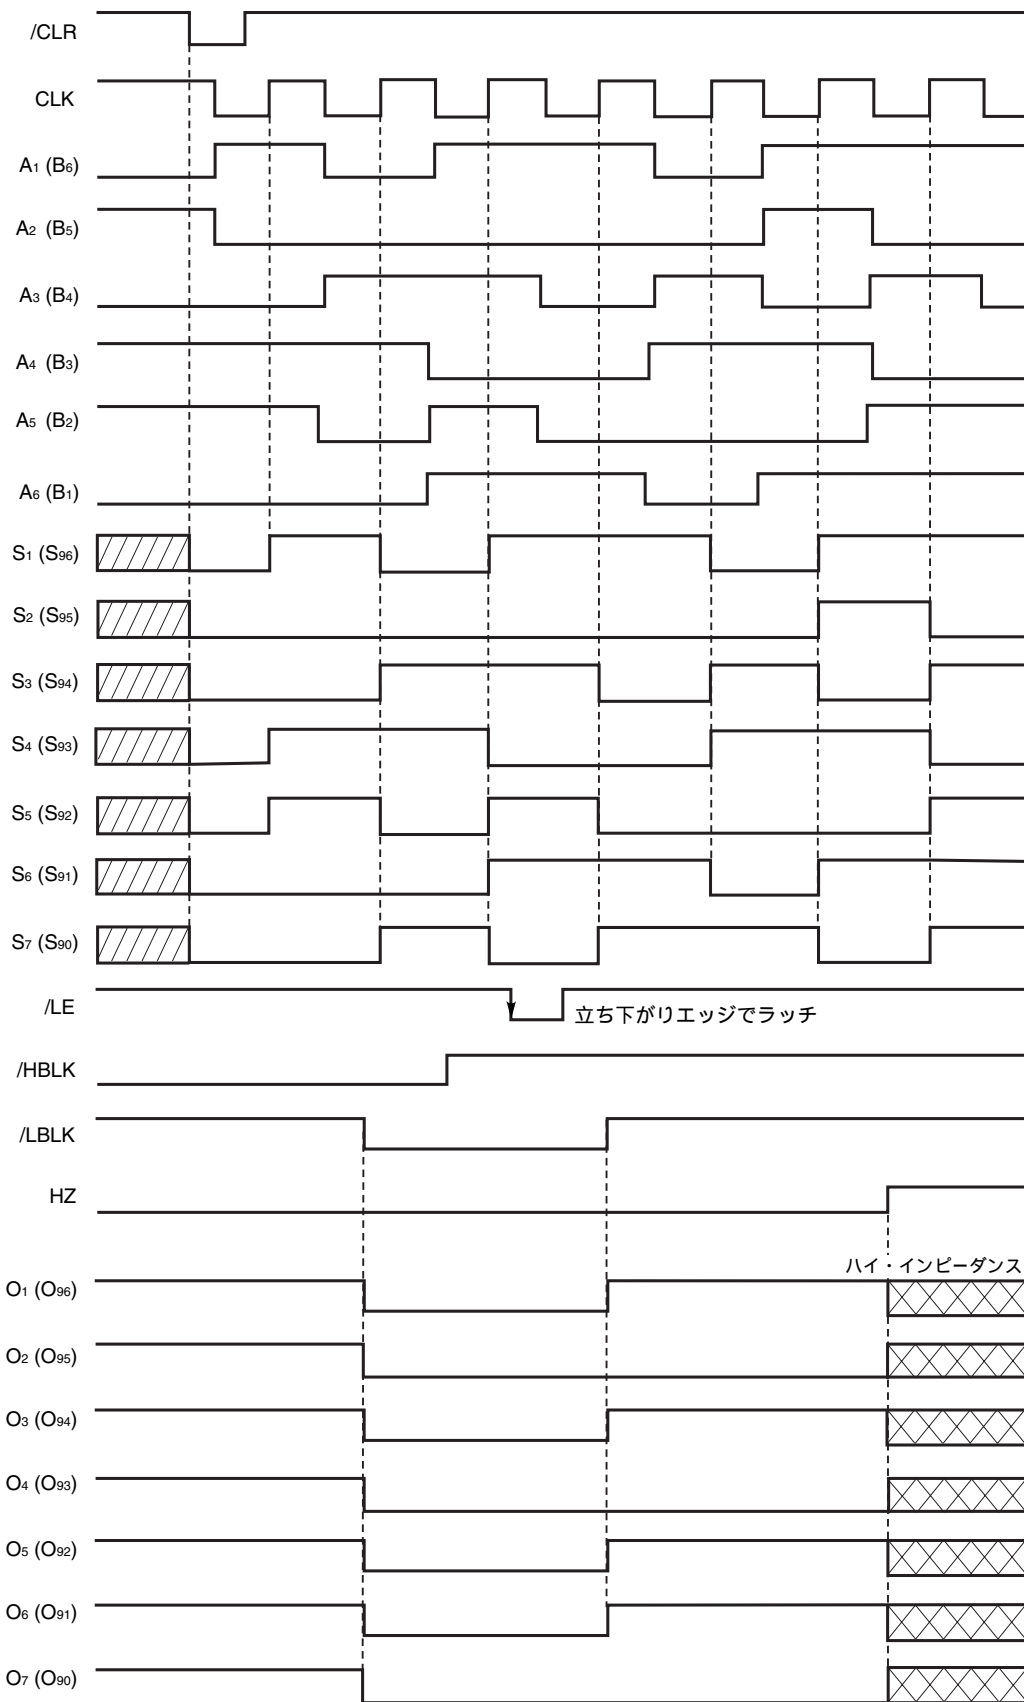 /CLR
CLK
A1 (B6)
A2 (B5)
A3 (B4)
A4 (B3)
A5 (B2)
A6 (B1)
S1 (S96)
S2 (S95)
S3 (S94)
S4 (S93)
S5 (S92)
S6 (S91)
S7 (S90)
/LE
立ち下がりエッジでラッチ
/HBLK
/LBLK
HZ
ハイ・インピーダンス
O1 (O96)
O2 (O95)
O3 (O94)
O4 (O93)
O5 (O92)
O6 (O91)
O7 (O90)